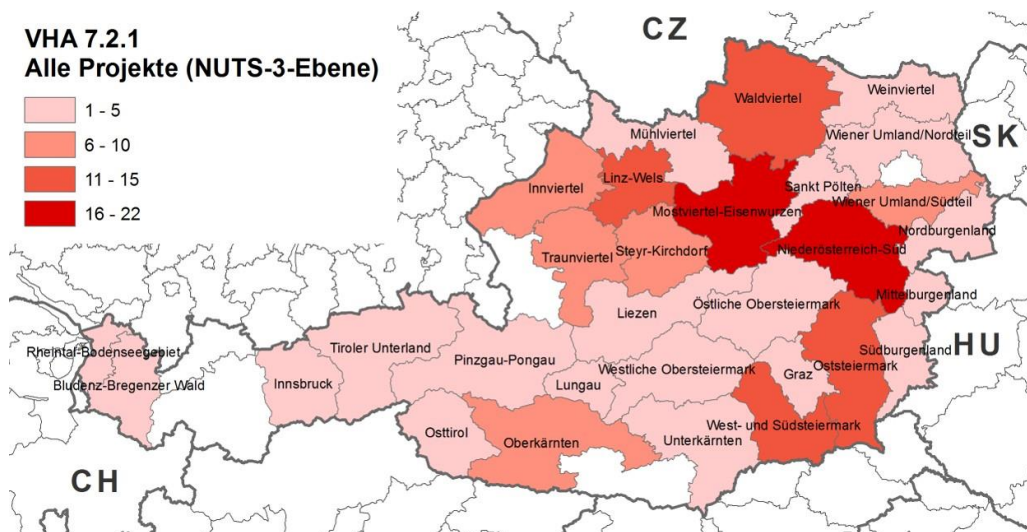 VHA 7.2.1
Alle Projekte (NUTS-3-Ebene)
1 - 5
6 - 10
11 - 15
16 - 22
CZ
SK
HU
CH
Waldviertel
Weinviertel
Mühlviertel
Wiener Umland/Nordteil
Innviertel
Linz-Wels
Sankt Pölten
Mostviertel-Eisenwurzen
Wiener Umland/Südteil
Nordburgenland
Traunviertel
Steyr-Kirchdorf
Niederösterreich-Süd
Mittelburgenland
Liezen
Östliche Obersteiermark
Südburgenland
Rheintal-Bodenseegebiet
Tiroler Unterland
Pinzgau-Pongau
Bludenz-Bregenzer Wald
Innsbruck
Lungau
Westliche Obersteiermark
Graz
Oststeiermark
Osttirol
Oberkärnten
Unterkärnten
West- und Südsteiermark